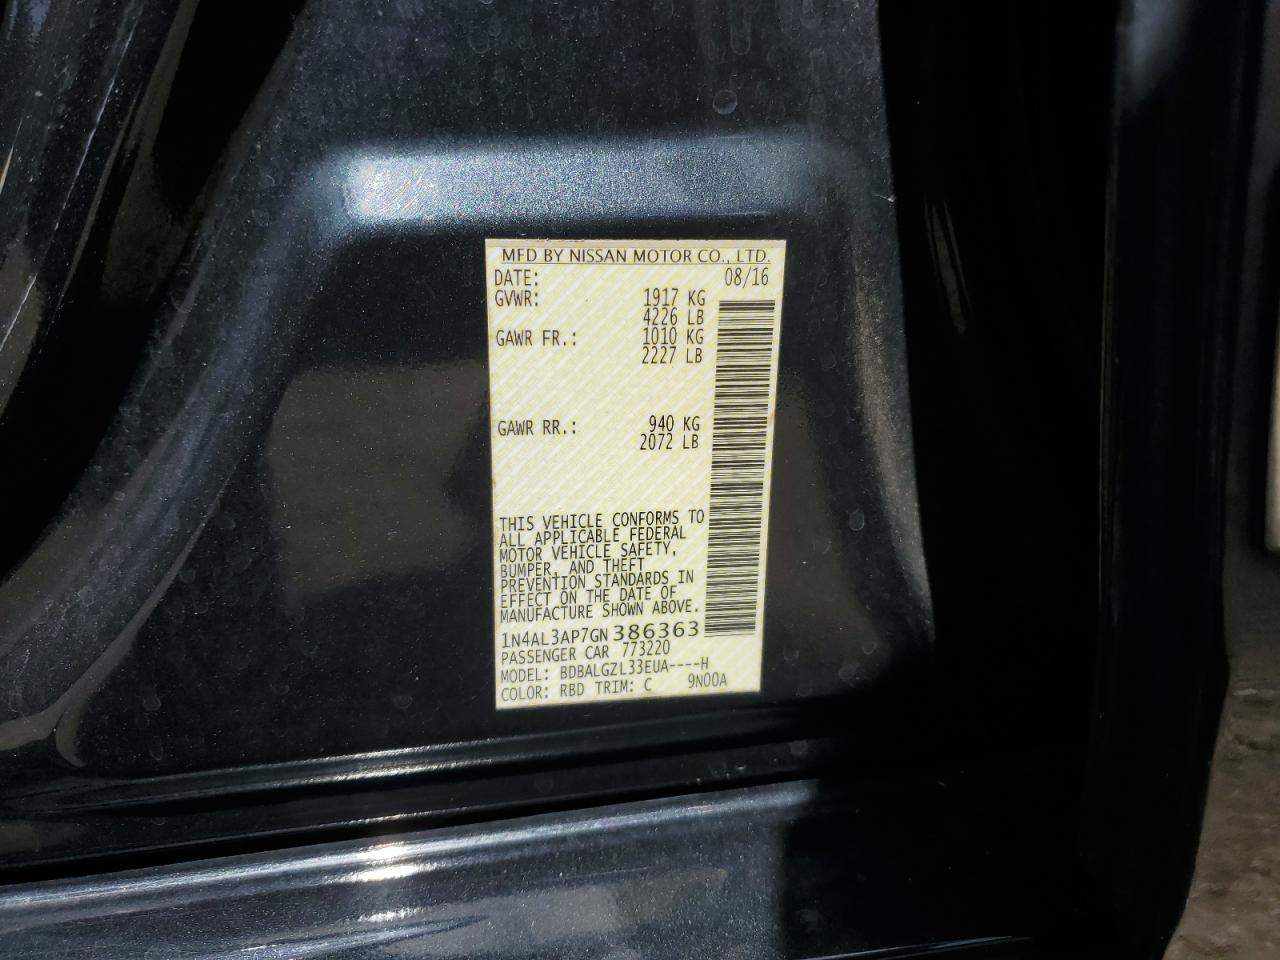 MFD BY NISSAN MOTOR CO., LTD.
DATE: 08/16
GVWR: 1917 KG
4226 LB
GAWR FR.: 1010 KG
2227 LB
GAWR RR.: 940 KG
2072 LB
THIS VEHICLE CONFORMS TO
ALL APPLICABLE FEDERAL
MOTOR VEHICLE SAFETY,
BUMPER, AND THEFT
PREVENTION STANDARDS IN
EFFECT ON THE DATE OF
MANUFACTURE SHOWN ABOVE.
1N4AL3AP7GN386363
PASSENGER CAR 773220
MODEL: BDBALGZL33EUA----H
COLOR: RBD TRIM: C 9N00A